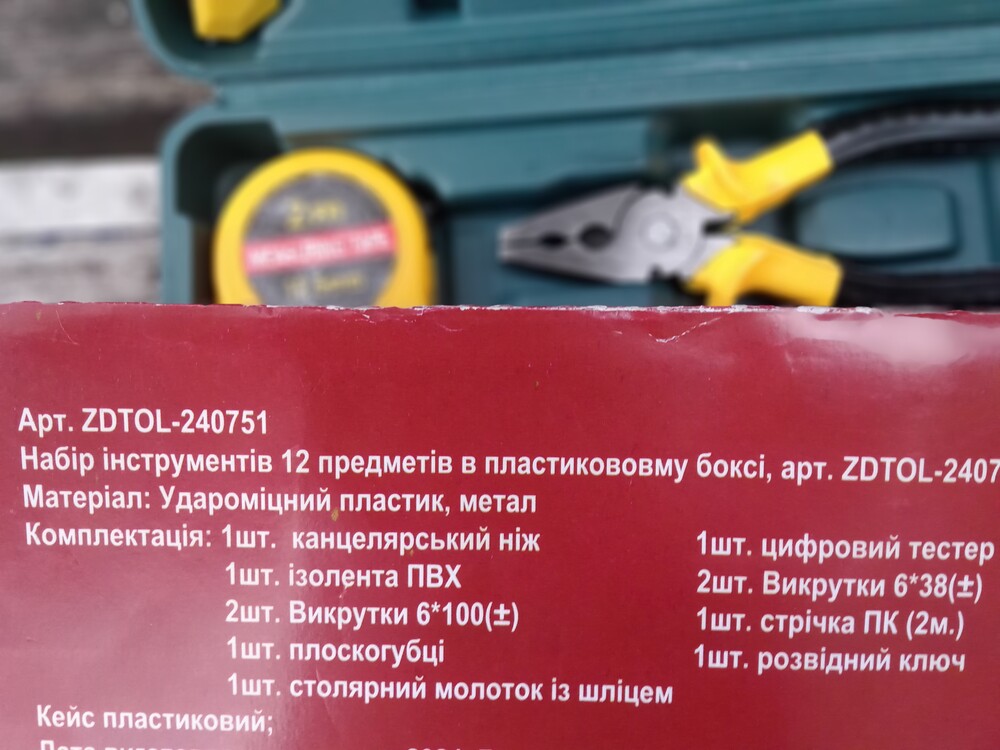 Арт. ZDTOL-240751
Набір інструментів 12 предметів в пластикововму боксі, арт. ZDTOL-2407
Матеріал: Удароміцний пластик, метал
Комплектація: 1шт. канцелярський ніж 1шт. цифровий тестер
1шт. ізолента ПВХ 2шт. Викрутки 6*38(±)
2шт. Викрутки 6*100(±) 1шт. стрічка ПК (2м.)
1шт. плоскогубці 1шт. розвідний ключ
1шт. столярний молоток із шліцем
Кейс пластиковий;